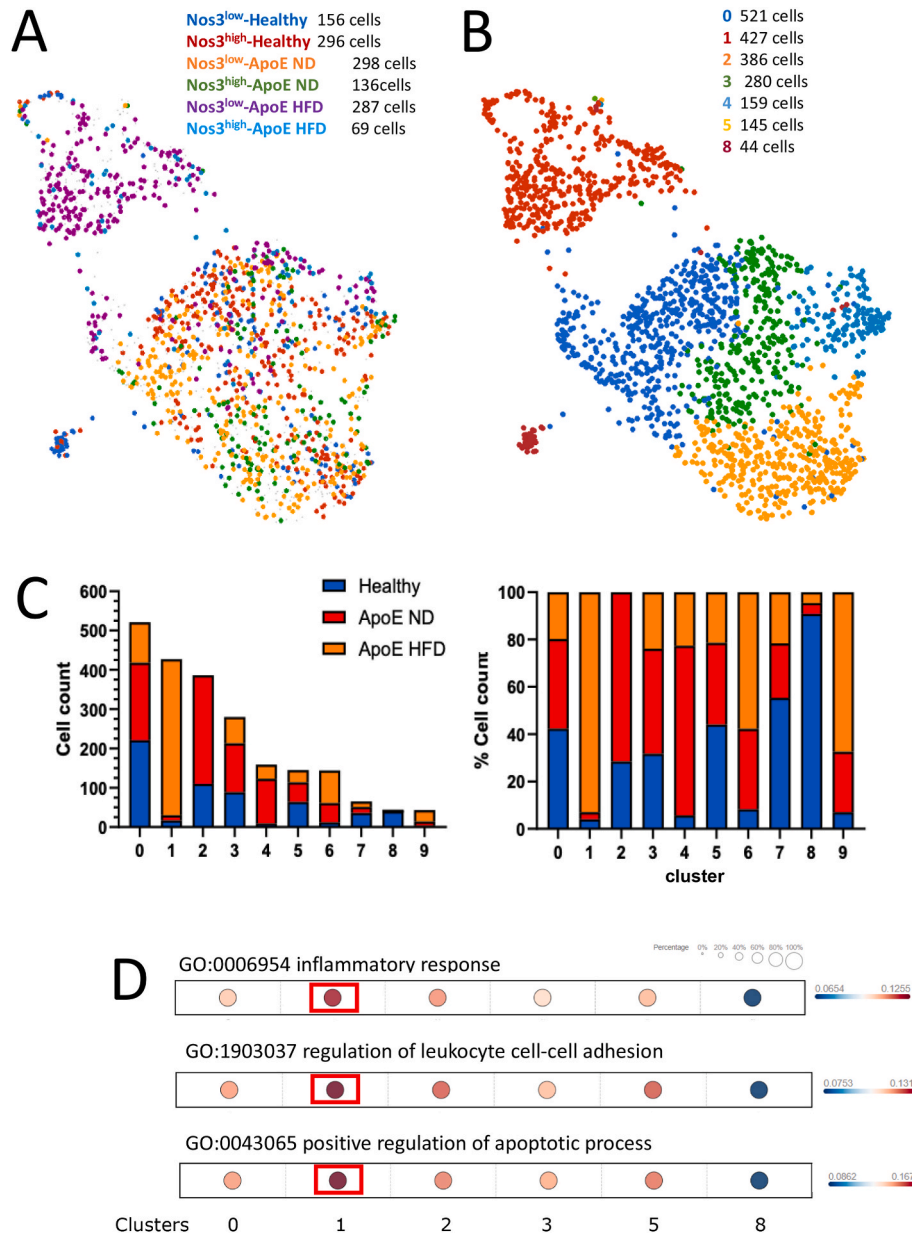 A
Nos3low-Healthy 156 cells
Nos3high-Healthy 296 cells
Nos3low-ApoE ND 298 cells
Nos3high-ApoE ND 136cells
Nos3low-ApoE HFD 287 cells
Nos3high-ApoE HFD 69 cells
B
0 521 cells
1 427 cells
2 386 cells
3 280 cells
4 159 cells
5 145 cells
8 44 cells
C
600
500
400
300
200
100
0
Cell count
Healthy
ApoE ND
ApoE HFD
0 1 2 3 4 5 6 7 8 9
100
80
60
40
20
0
% Cell count
0 1 2 3 4 5 6 7 8 9
cluster
D
Percentage 0% 20% 40% 60% 80% 100%
GO:0006954 inflammatory response
0.0654 0.1255
GO:1903037 regulation of leukocyte cell-cell adhesion
0.0753 0.131
GO:0043065 positive regulation of apoptotic process
0.0862 0.167
Clusters 0 1 2 3 5 8